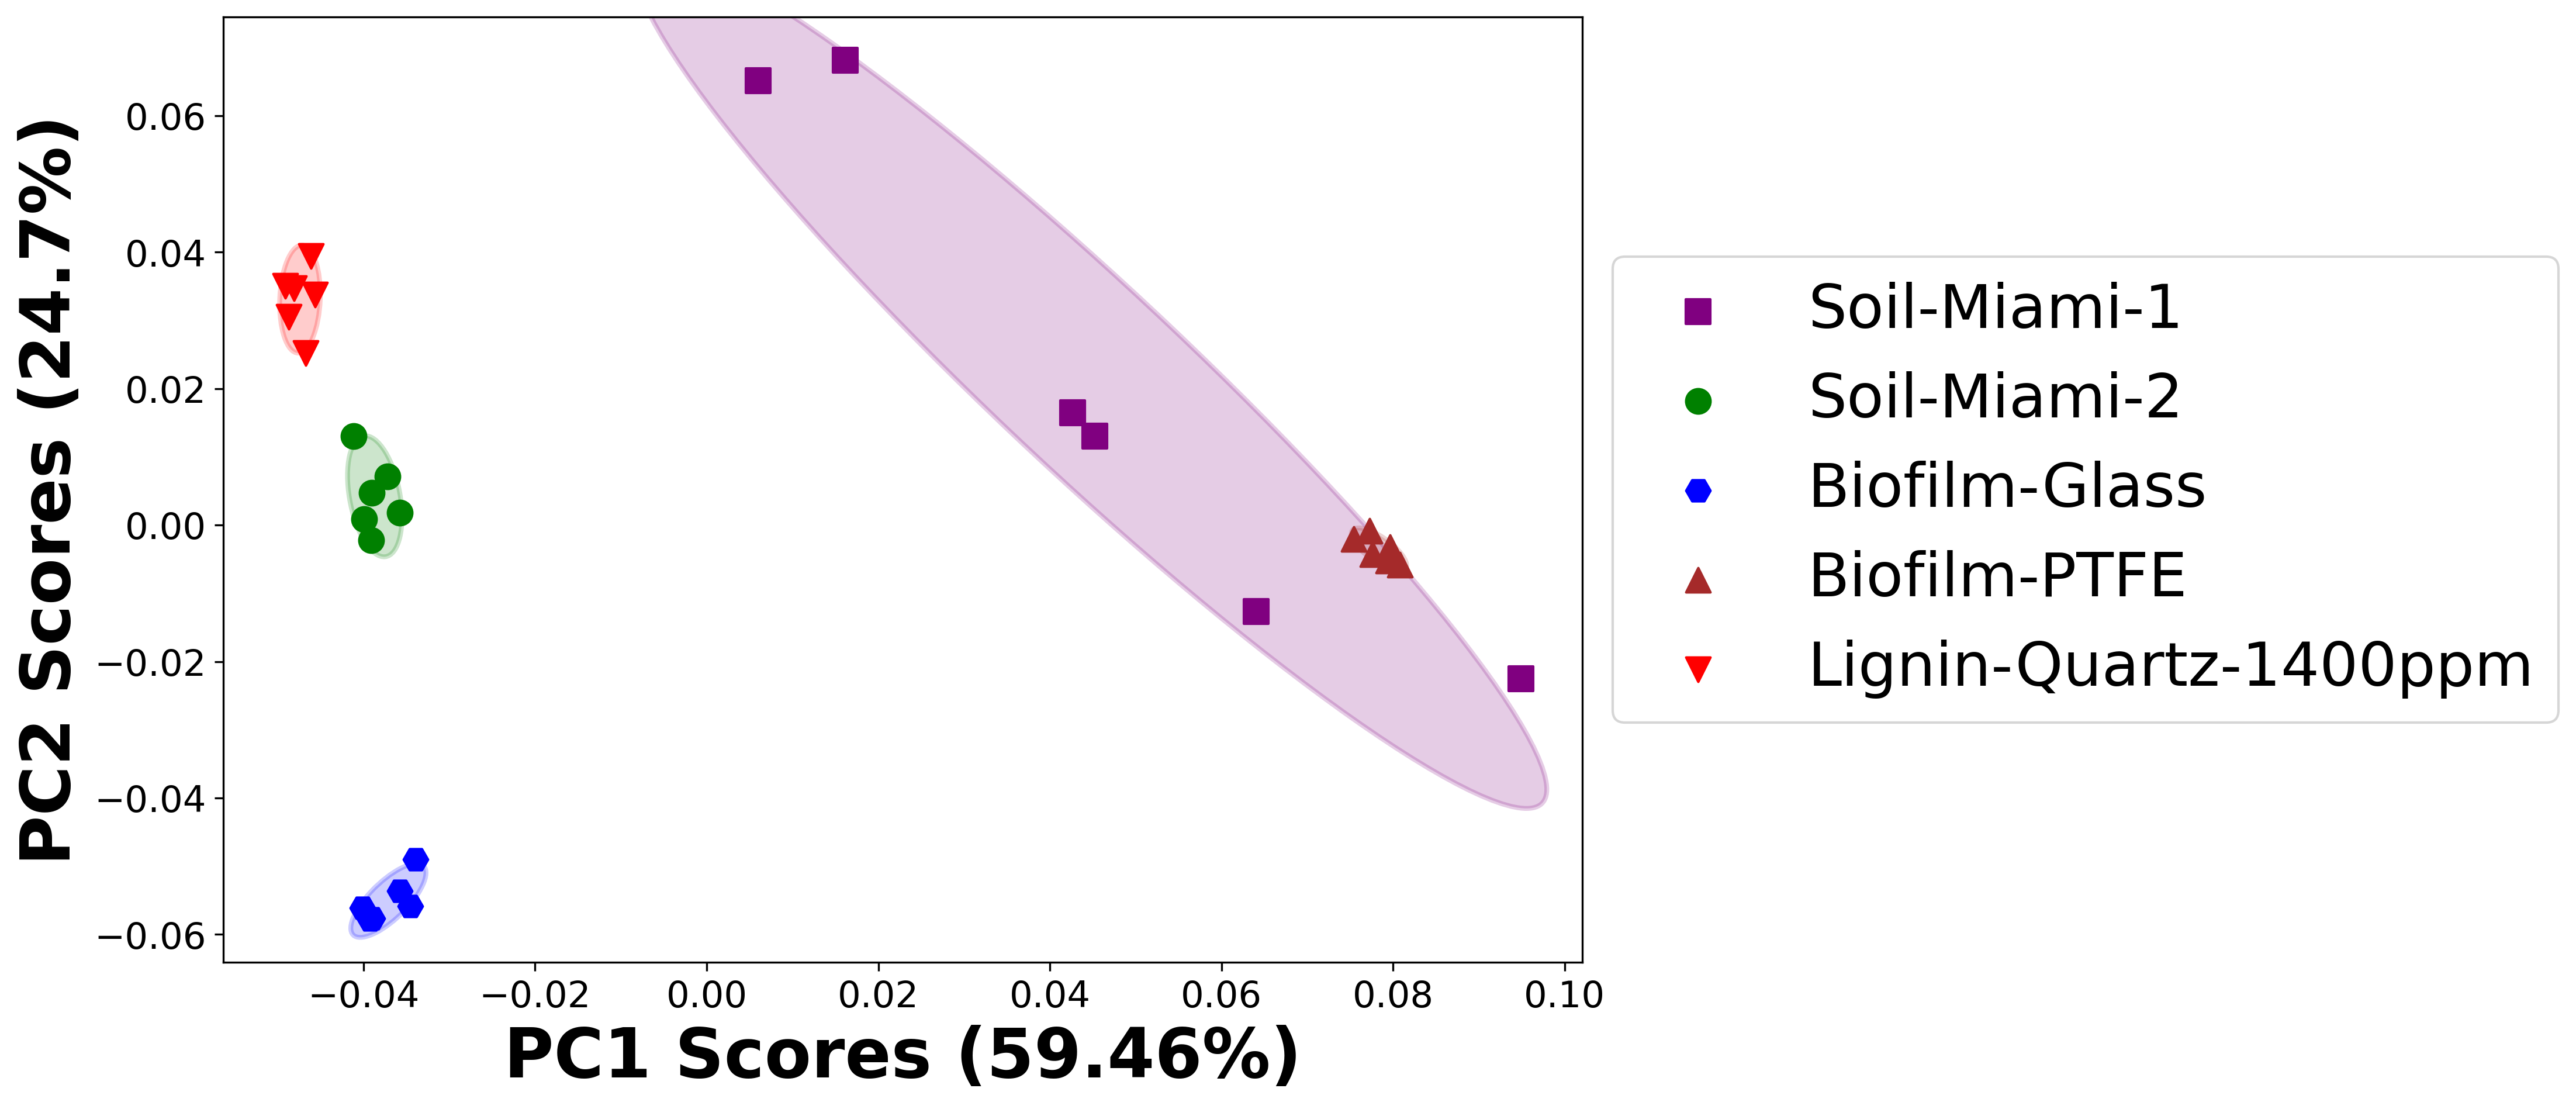 PC2 Scores (24.7%)
0.06
0.04
0.02
0.00
−0.02
−0.04
−0.06
−0.04 −0.02 0.00 0.02 0.04 0.06 0.08 0.10
PC1 Scores (59.46%)
Soil-Miami-1
Soil-Miami-2
Biofilm-Glass
Biofilm-PTFE
Lignin-Quartz-1400ppm